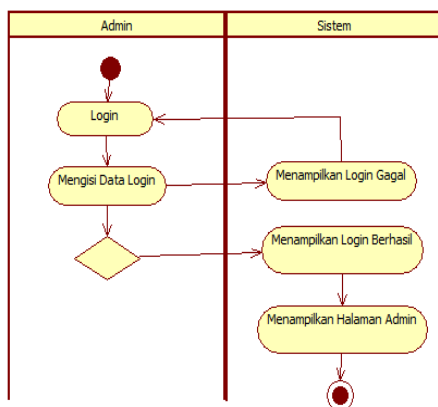 Admin
Sistem
Login
Mengisi Data Login
Menampilkan Login Gagal
Menampilkan Login Berhasil
Menampilkan Halaman Admin